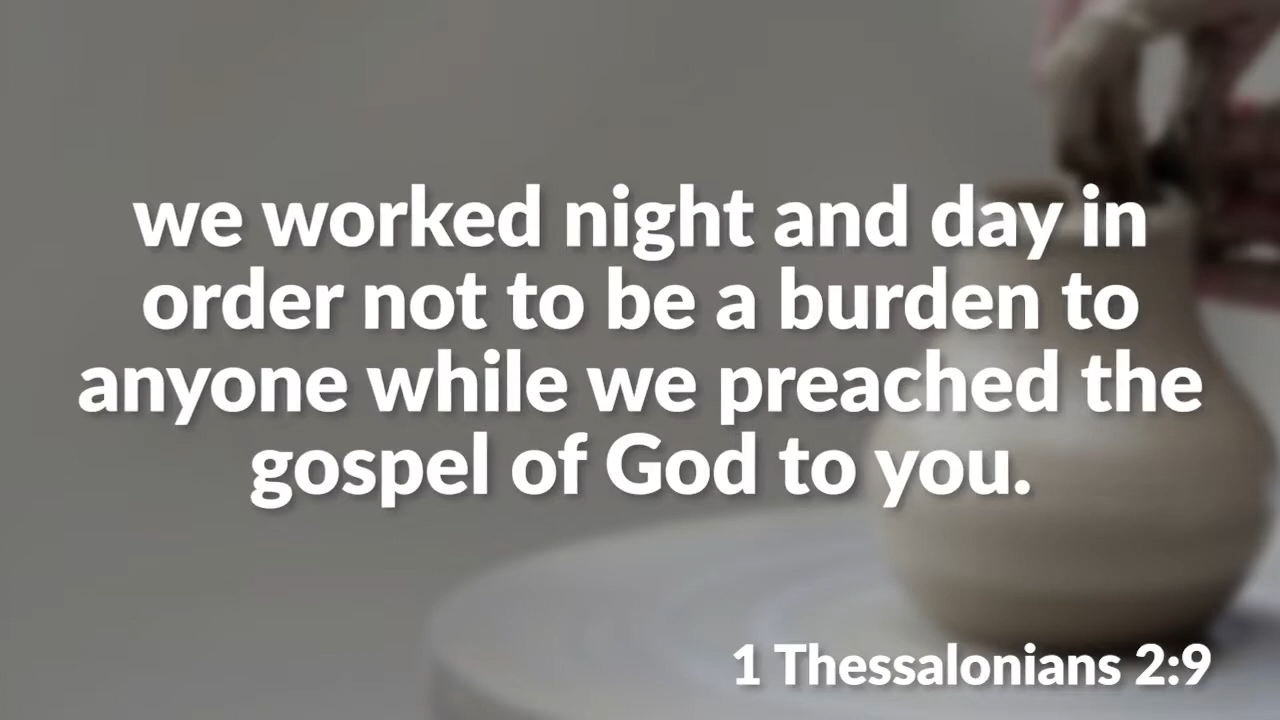 we worked night and day in
order not to be a burden to
anyone while we preached the
gospel of God to you.
1 Thessalonians 2:9